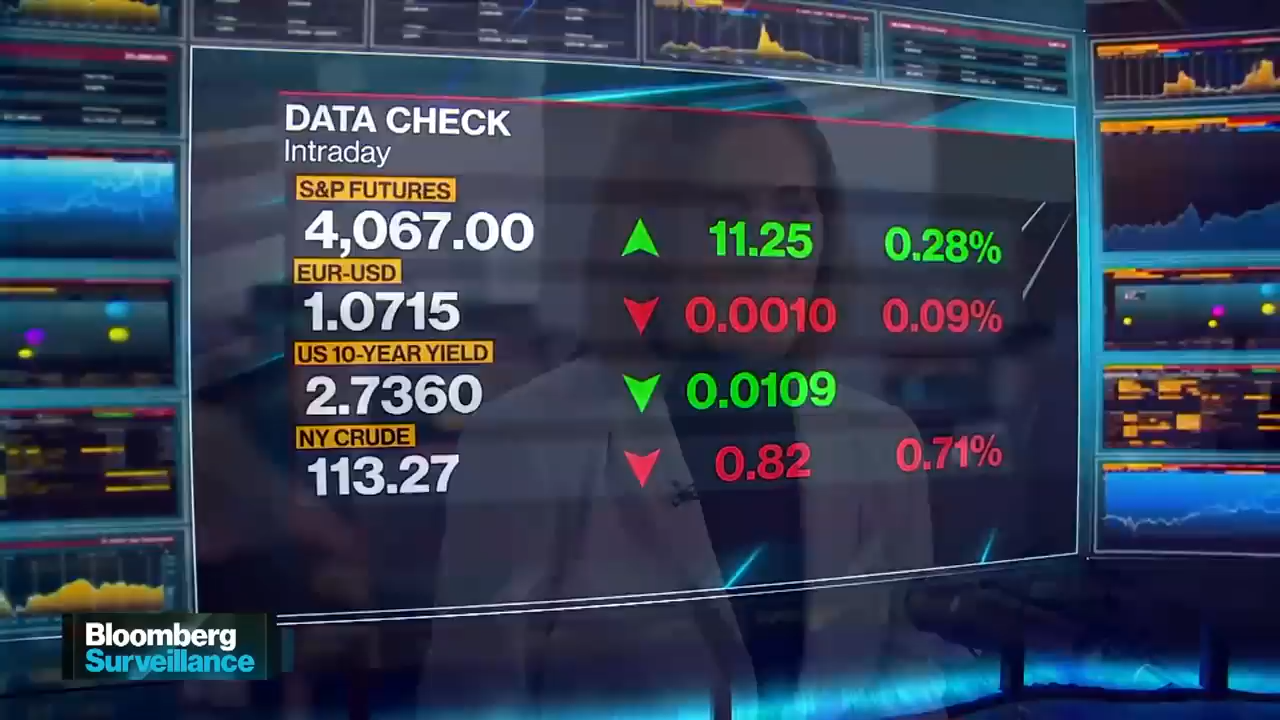 DATA CHECK
Intraday
S&P FUTURES
4,067.00 11.25 0.28%
EUR-USD
1.0715 0.0010 0.09%
US 10-YEAR YIELD
2.7360 0.0109
NY CRUDE
113.27 0.82 0.71%
Bloomberg
Surveillance